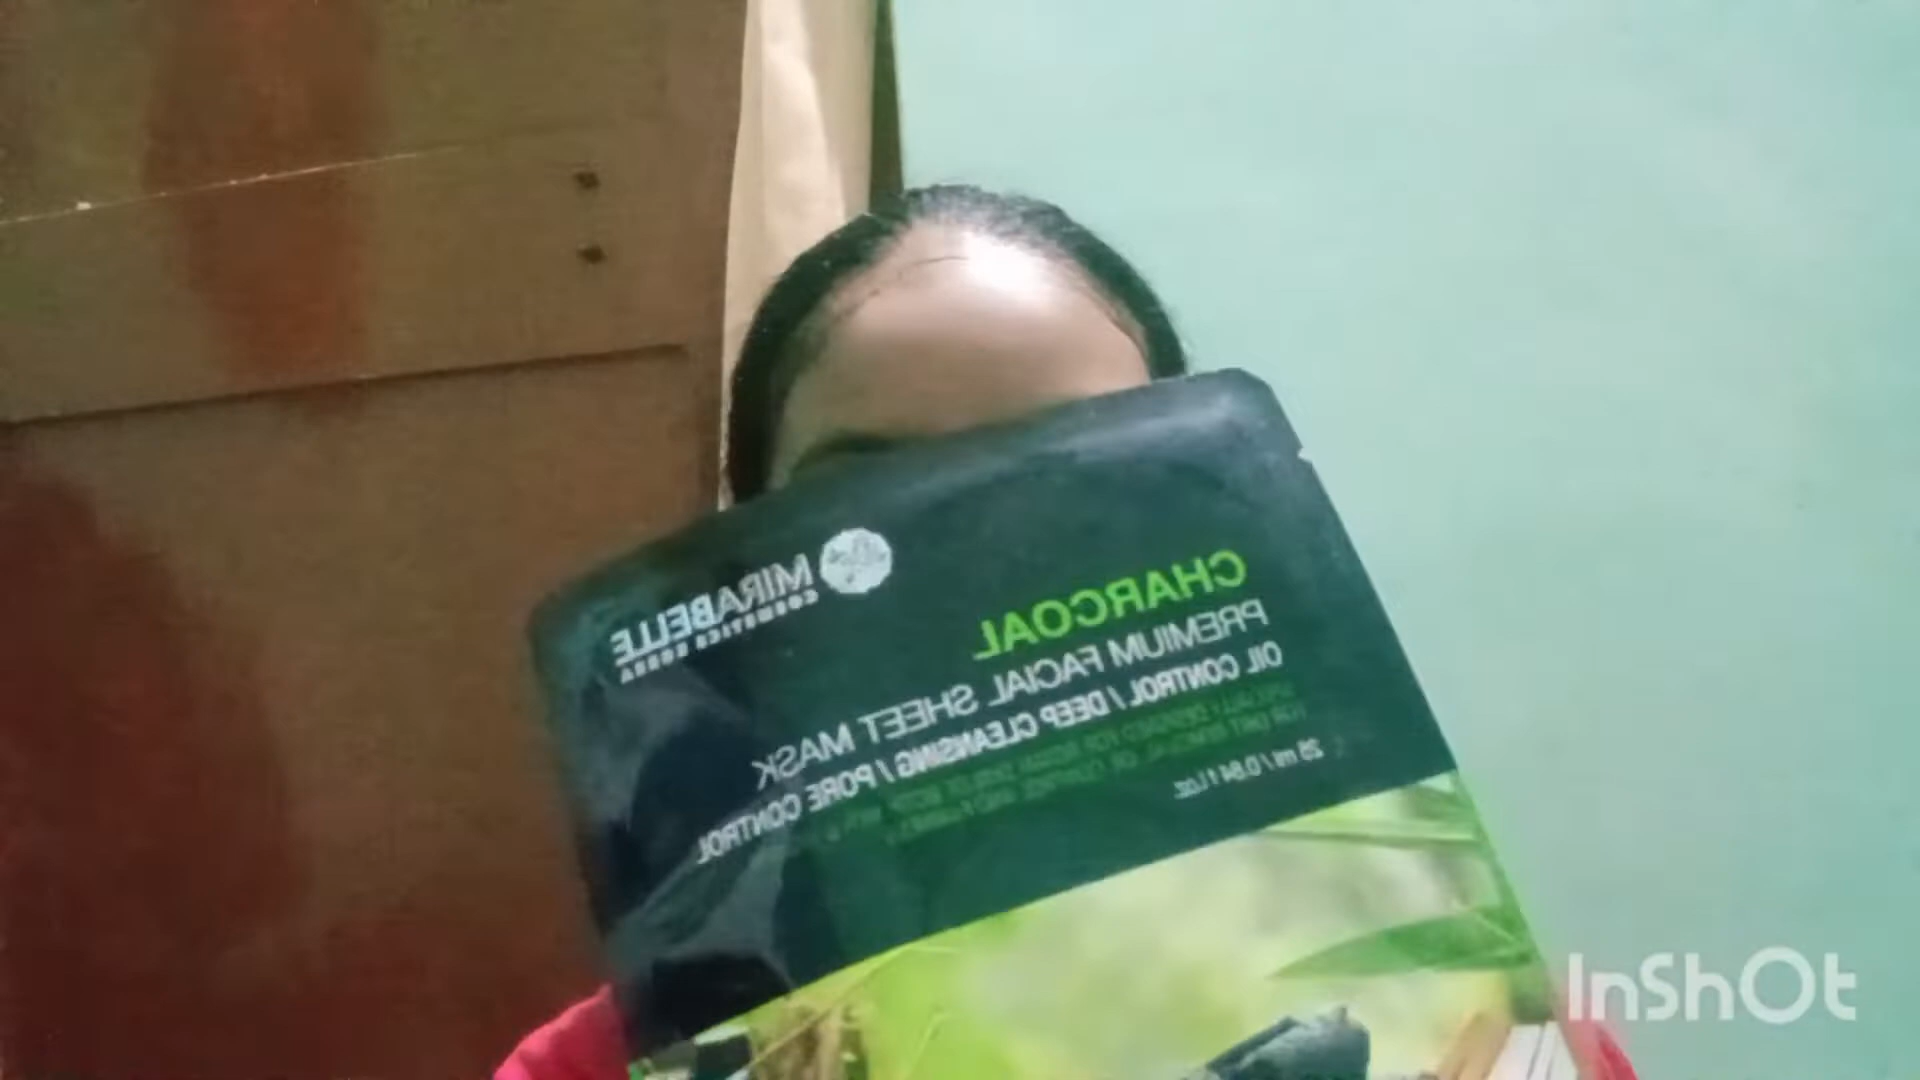 MIRABELLE
COSMETICS KOREA
CHARCOAL
PREMIUM FACIAL SHEET MASK
OIL CONTROL / DEEP CLEANSING / PORE CONTROL
25 ml / 0.84 fl.oz.
InShOt